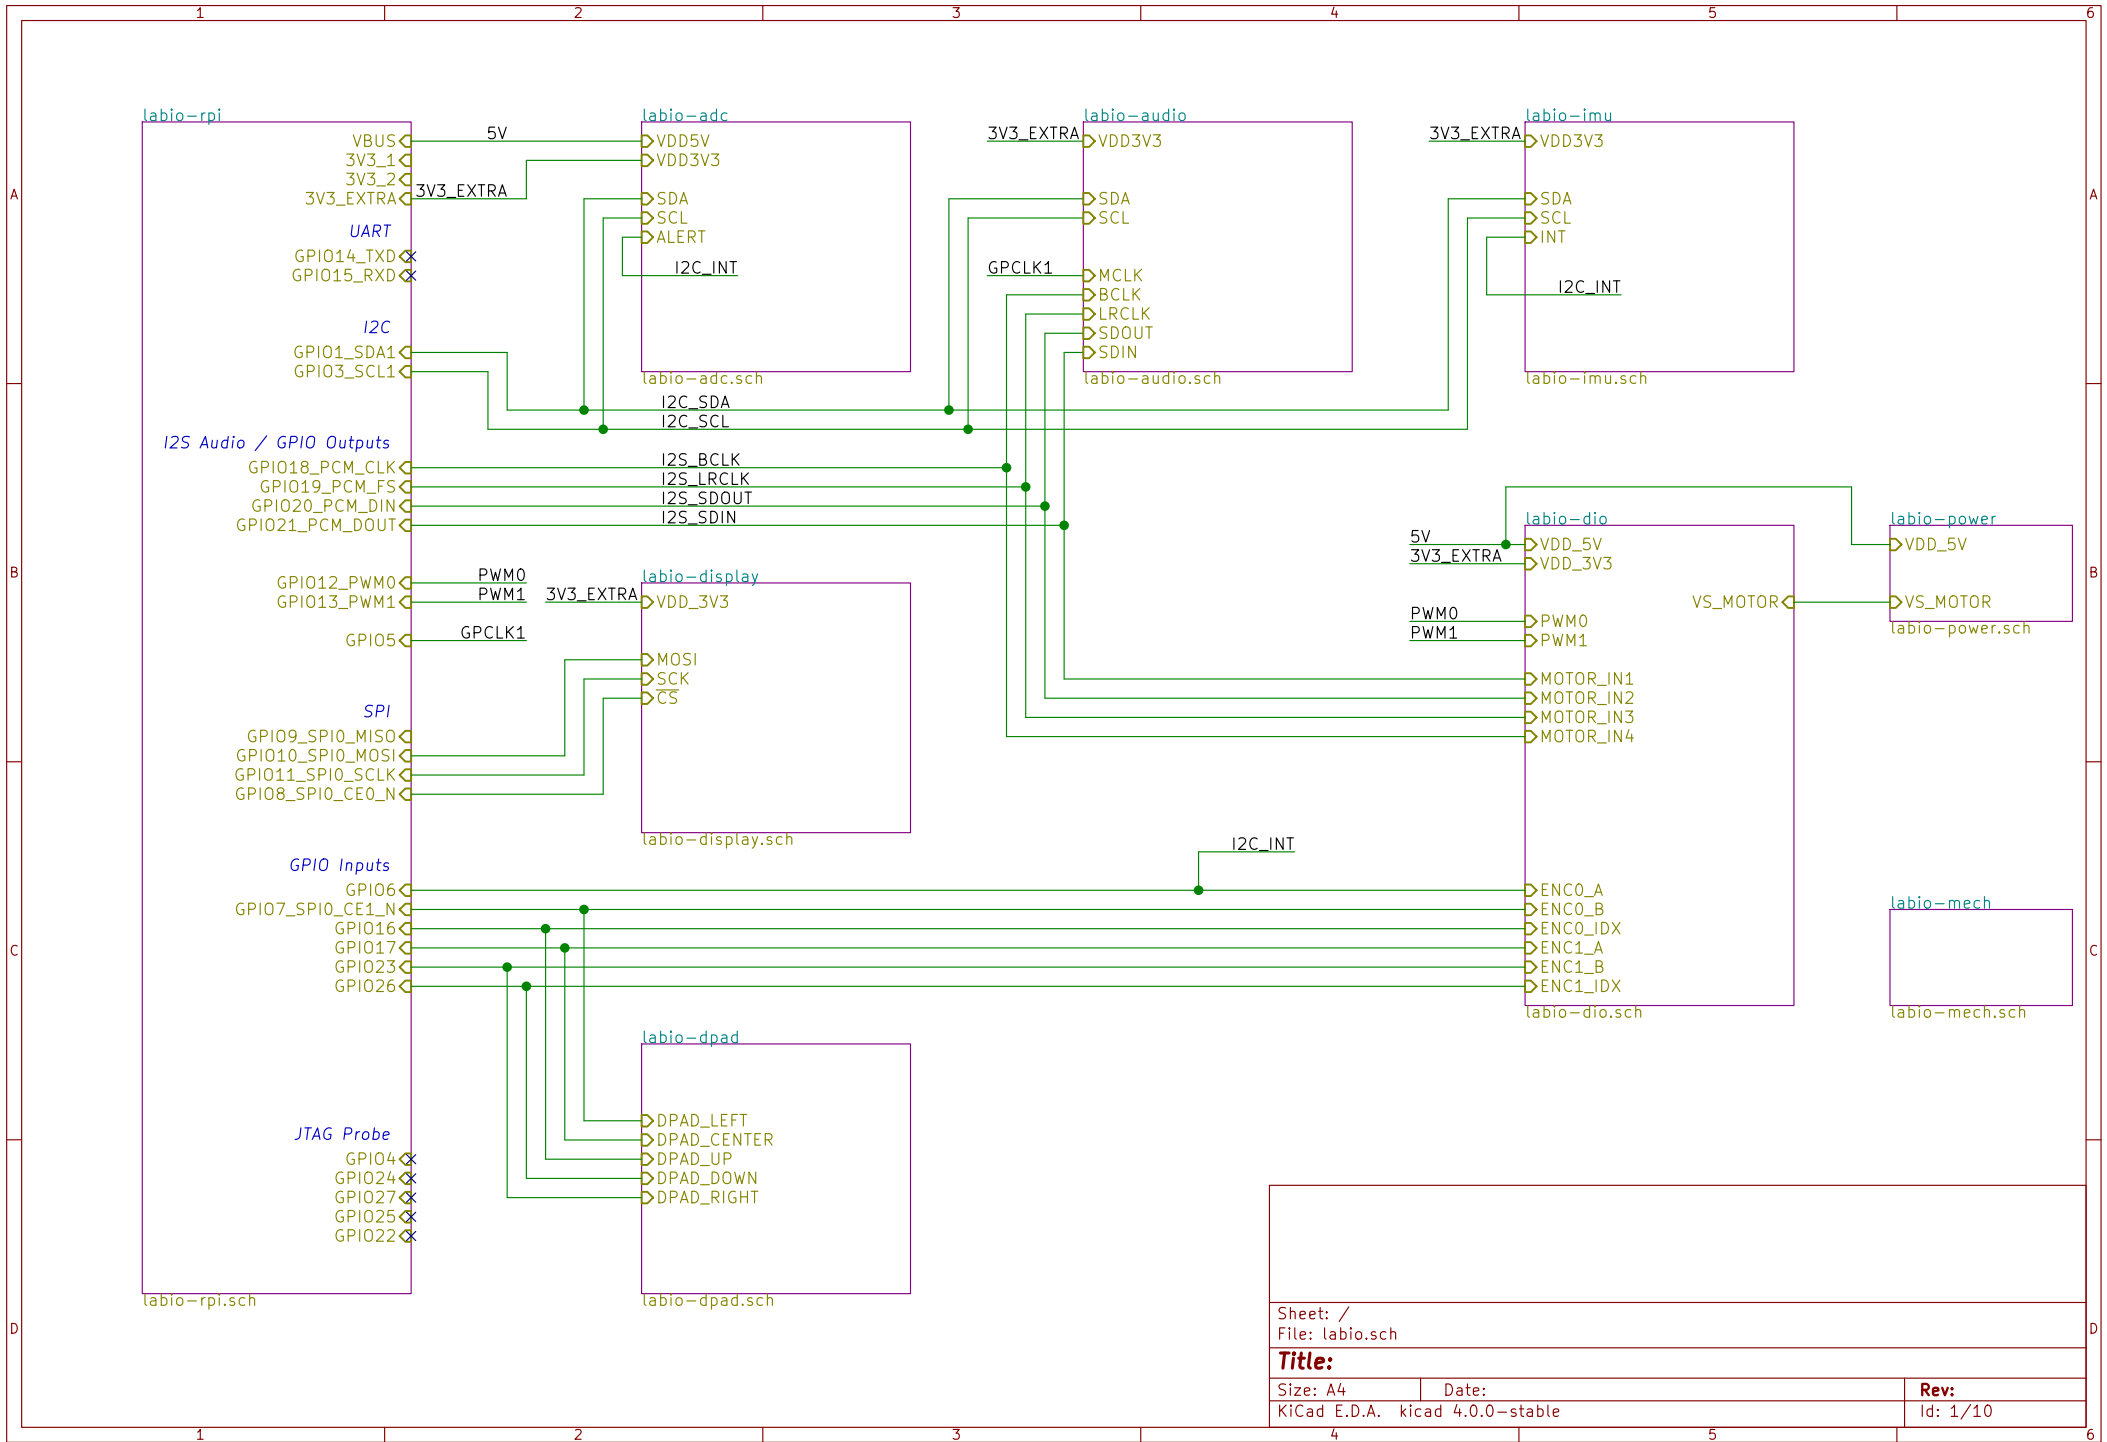 1 2 3 4 5 6
A
B
C
D
labio-rpi
VBUS
3V3_1
3V3_2
3V3_EXTRA
UART
GPIO14_TXD
GPIO15_RXD
I2C
GPIO1_SDA1
GPIO3_SCL1
I2S Audio / GPIO Outputs
GPIO18_PCM_CLK
GPIO19_PCM_FS
GPIO20_PCM_DIN
GPIO21_PCM_DOUT
GPIO12_PWM0
GPIO13_PWM1
GPIO5
SPI
GPIO9_SPI0_MISO
GPIO10_SPI0_MOSI
GPIO11_SPI0_SCLK
GPIO8_SPI0_CE0_N
GPIO Inputs
GPIO6
GPIO7_SPI0_CE1_N
GPIO16
GPIO17
GPIO23
GPIO26
JTAG Probe
GPIO4
GPIO24
GPIO27
GPIO25
GPIO22
labio-rpi.sch
5V
3V3_EXTRA
I2C_SDA
I2C_SCL
I2S_BCLK
I2S_LRCLK
I2S_SDOUT
I2S_SDIN
PWM0
PWM1
GPCLK1
labio-adc
VDD5V
VDD3V3
SDA
SCL
ALERT
I2C_INT
labio-adc.sch
labio-display
3V3_EXTRA
VDD_3V3
MOSI
SCK
CS
labio-display.sch
labio-dpad
DPAD_LEFT
DPAD_CENTER
DPAD_UP
DPAD_DOWN
DPAD_RIGHT
labio-dpad.sch
labio-audio
3V3_EXTRA
VDD3V3
SDA
SCL
GPCLK1
MCLK
BCLK
LRCLK
SDOUT
SDIN
labio-audio.sch
labio-imu
3V3_EXTRA
VDD3V3
SDA
SCL
INT
I2C_INT
labio-imu.sch
labio-dio
5V
VDD_5V
3V3_EXTRA
VDD_3V3
VS_MOTOR
PWM0
PWM0
PWM1
PWM1
MOTOR_IN1
MOTOR_IN2
MOTOR_IN3
MOTOR_IN4
I2C_INT
ENC0_A
ENC0_B
ENC0_IDX
ENC1_A
ENC1_B
ENC1_IDX
labio-dio.sch
labio-power
VDD_5V
VS_MOTOR
labio-power.sch
labio-mech
labio-mech.sch
A
B
C
D
Sheet: /
File: labio.sch
Title:
Size: A4 Date: Rev:
KiCad E.D.A. kicad 4.0.0-stable Id: 1/10
1 2 3 4 5 6